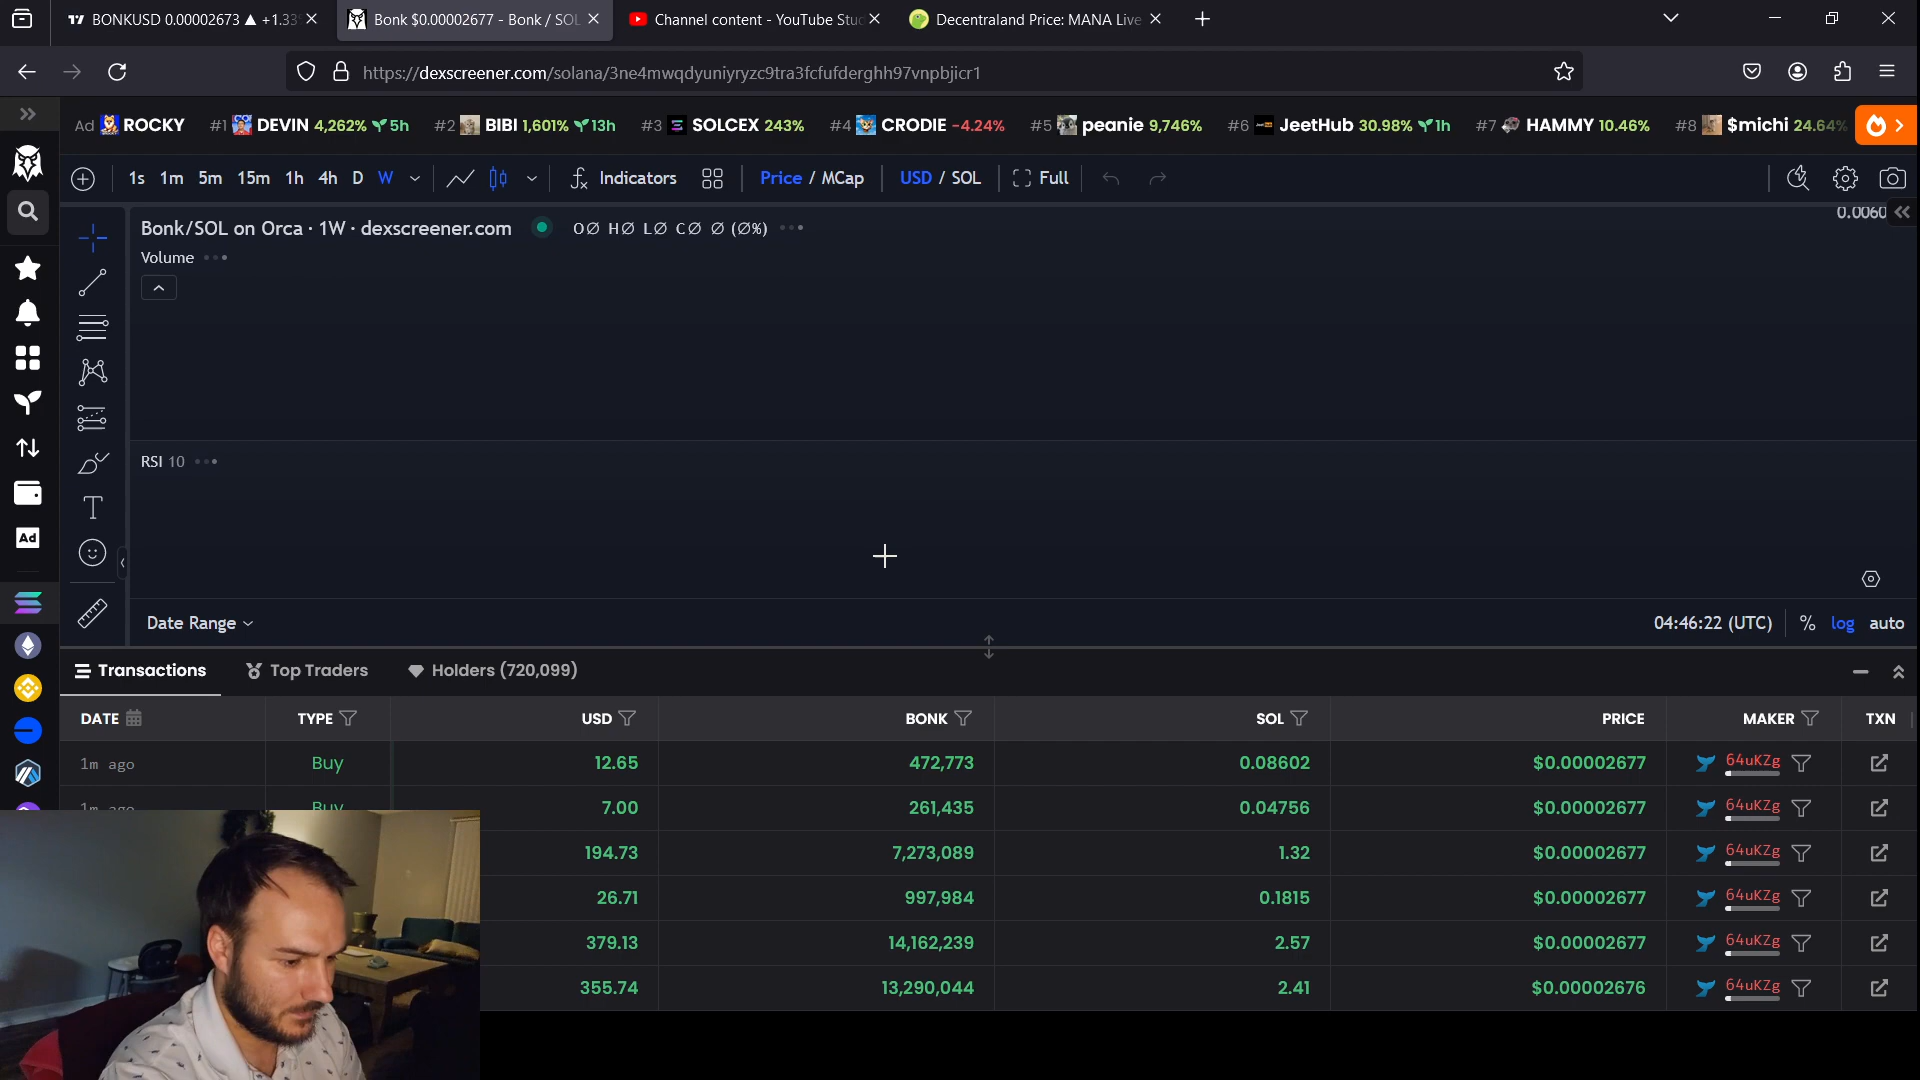 BONKUSD 0.00002673 ▲ +1.33
Bonk $0.00002677 - Bonk / SOL
Channel content - YouTube Stud
Decentraland Price: MANA Live
https://dexscreener.com/solana/3ne4mwqdyuniyryzc9tra3fcfufderghh97vnpbjicr1
Ad ROCKY #1 DEVIN 4,262% 5h #2 BIBI 1,601% 13h #3 SOLCEX 243% #4 CRODIE -4.24% #5 peanie 9,746% #6 JeetHub 30.98% 1h #7 HAMMY 10.46% #8 $michi 24.64%
1s 1m 5m 15m 1h 4h D W Indicators Price / MCap USD / SOL Full
0.0060
Bonk/SOL on Orca · 1W · dexscreener.com O∅ H∅ L∅ C∅ ∅ (∅%)
Volume
RSI 10
Ad
Date Range 04:46:22 (UTC) % log auto
Transactions Top Traders Holders (720,099)
DATE TYPE USD BONK SOL PRICE MAKER TXN
1m ago Buy 12.65 472,773 0.08602 $0.00002677 64uKZg
1m ago Buy 7.00 261,435 0.04756 $0.00002677 64uKZg
194.73 7,273,089 1.32 $0.00002677 64uKZg
26.71 997,984 0.1815 $0.00002677 64uKZg
379.13 14,162,239 2.57 $0.00002677 64uKZg
355.74 13,290,044 2.41 $0.00002676 64uKZg